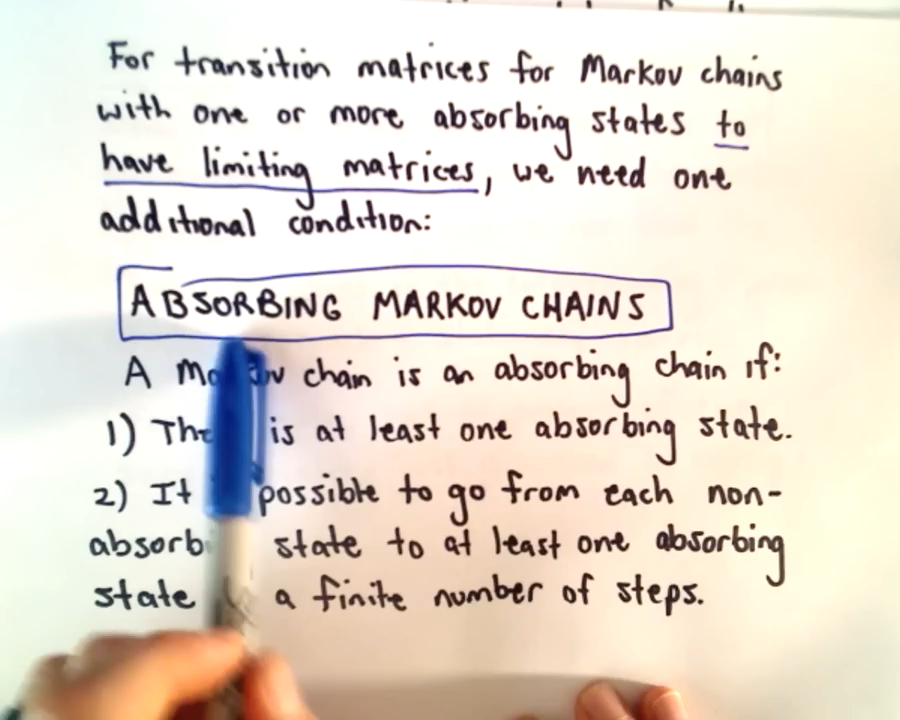 For transition matrices for Markov chains
with one or more absorbing states to
have limiting matrices, we need one
additional condition:
ABSORBING MARKOV CHAINS
A chain is an absorbing chain if:
1) is at least one absorbing state.
2) It possible to go from each non-
state to at least one absorbing
state a finite number of steps.